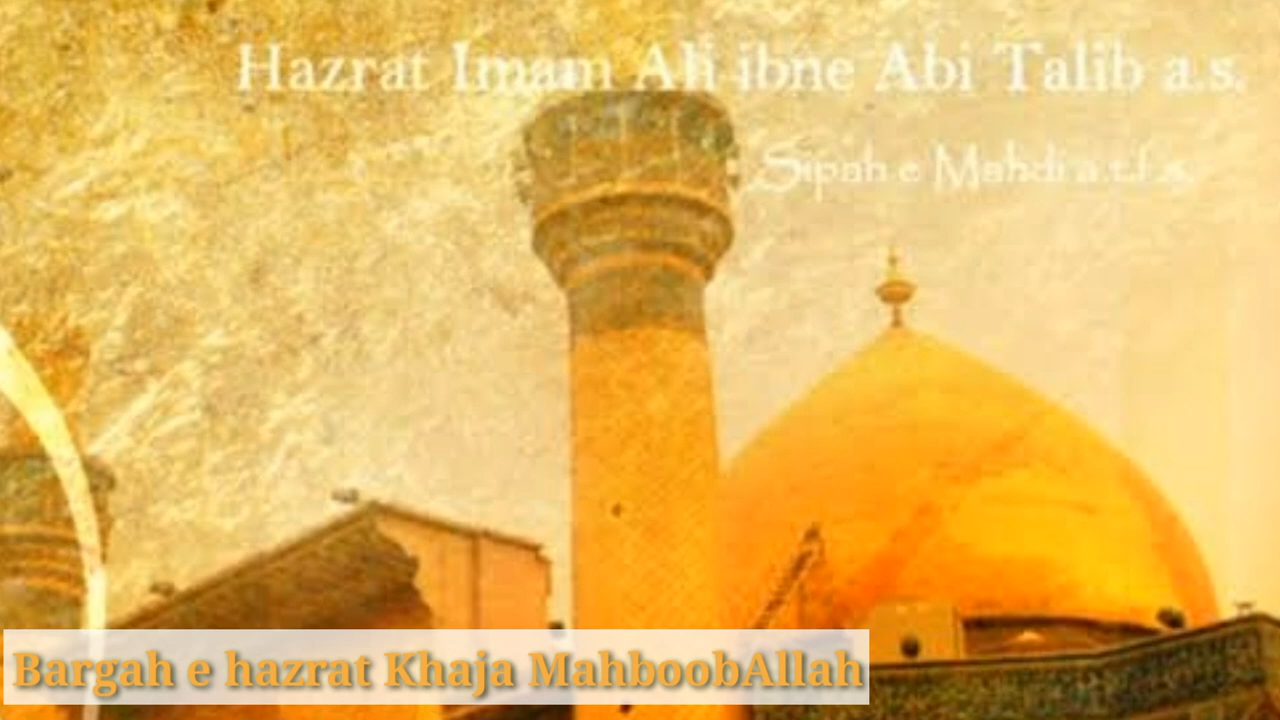 Hazrat Imam Ali ibne Abi Talib a.s.
Sipah e Mahdi a.t.f.s.
Bargah e hazrat Khaja MahboobAllah